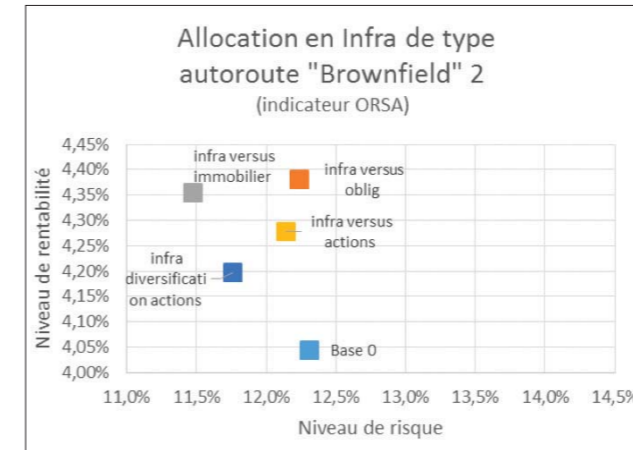 Allocation en Infra de type
autoroute "Brownfield" 2
(indicateur ORSA)
Niveau de rentabilité
4,45%
4,40%
4,35%
4,30%
4,25%
4,20%
4,15%
4,10%
4,05%
4,00%
infra versus
immobilier
infra versus
oblig
infra versus
actions
infra
diversificati
on actions
Base 0
11,0%
11,5%
12,0%
12,5%
13,0%
13,5%
14,0%
14,5%
Niveau de risque